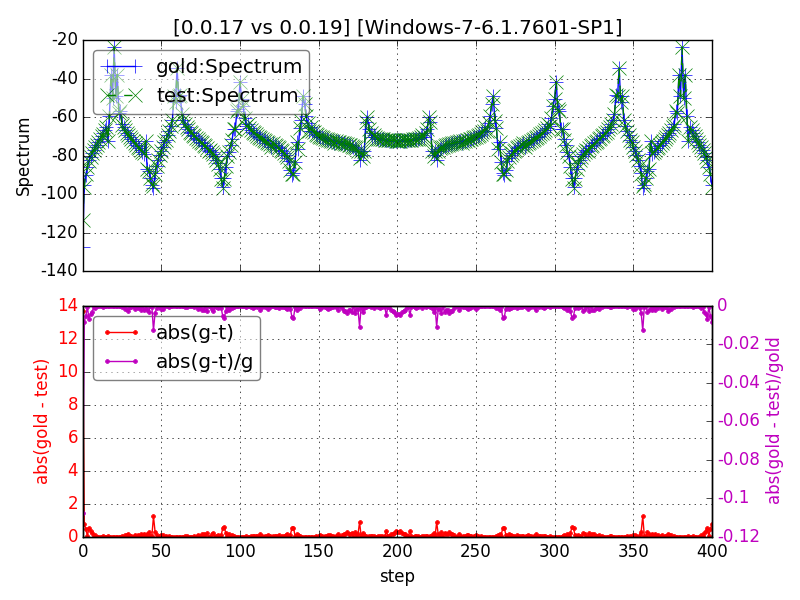 [0.0.17 vs 0.0.19] [Windows-7-6.1.7601-SP1]
-20
-40
-60
-80
-100
-120
-140
Spectrum
gold:Spectrum
test:Spectrum
14
12
10
8
6
4
2
0
abs(gold - test)
abs(g-t)
abs(g-t)/g
0
-0.02
-0.04
-0.06
-0.08
-0.1
-0.12
abs(gold - test)/gold
0 50 100 150 200 250 300 350 400
step